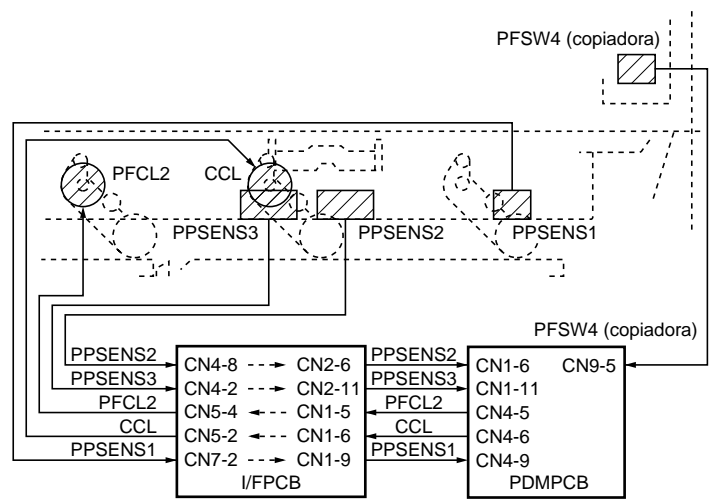 PFSW4 (copiadora)
PFCL2 CCL
PPSENS3 PPSENS2 PPSENS1
PFSW4 (copiadora)
PPSENS2 CN4-8 CN2-6 PPSENS2 CN1-6 CN9-5
PPSENS3 CN4-2 CN2-11 PPSENS3 CN1-11
PFCL2 CN5-4 CN1-5 PFCL2 CN4-5
CCL CN5-2 CN1-6 CCL CN4-6
PPSENS1 CN7-2 CN1-9 PPSENS1 CN4-9
I/FPCB PDMPCB